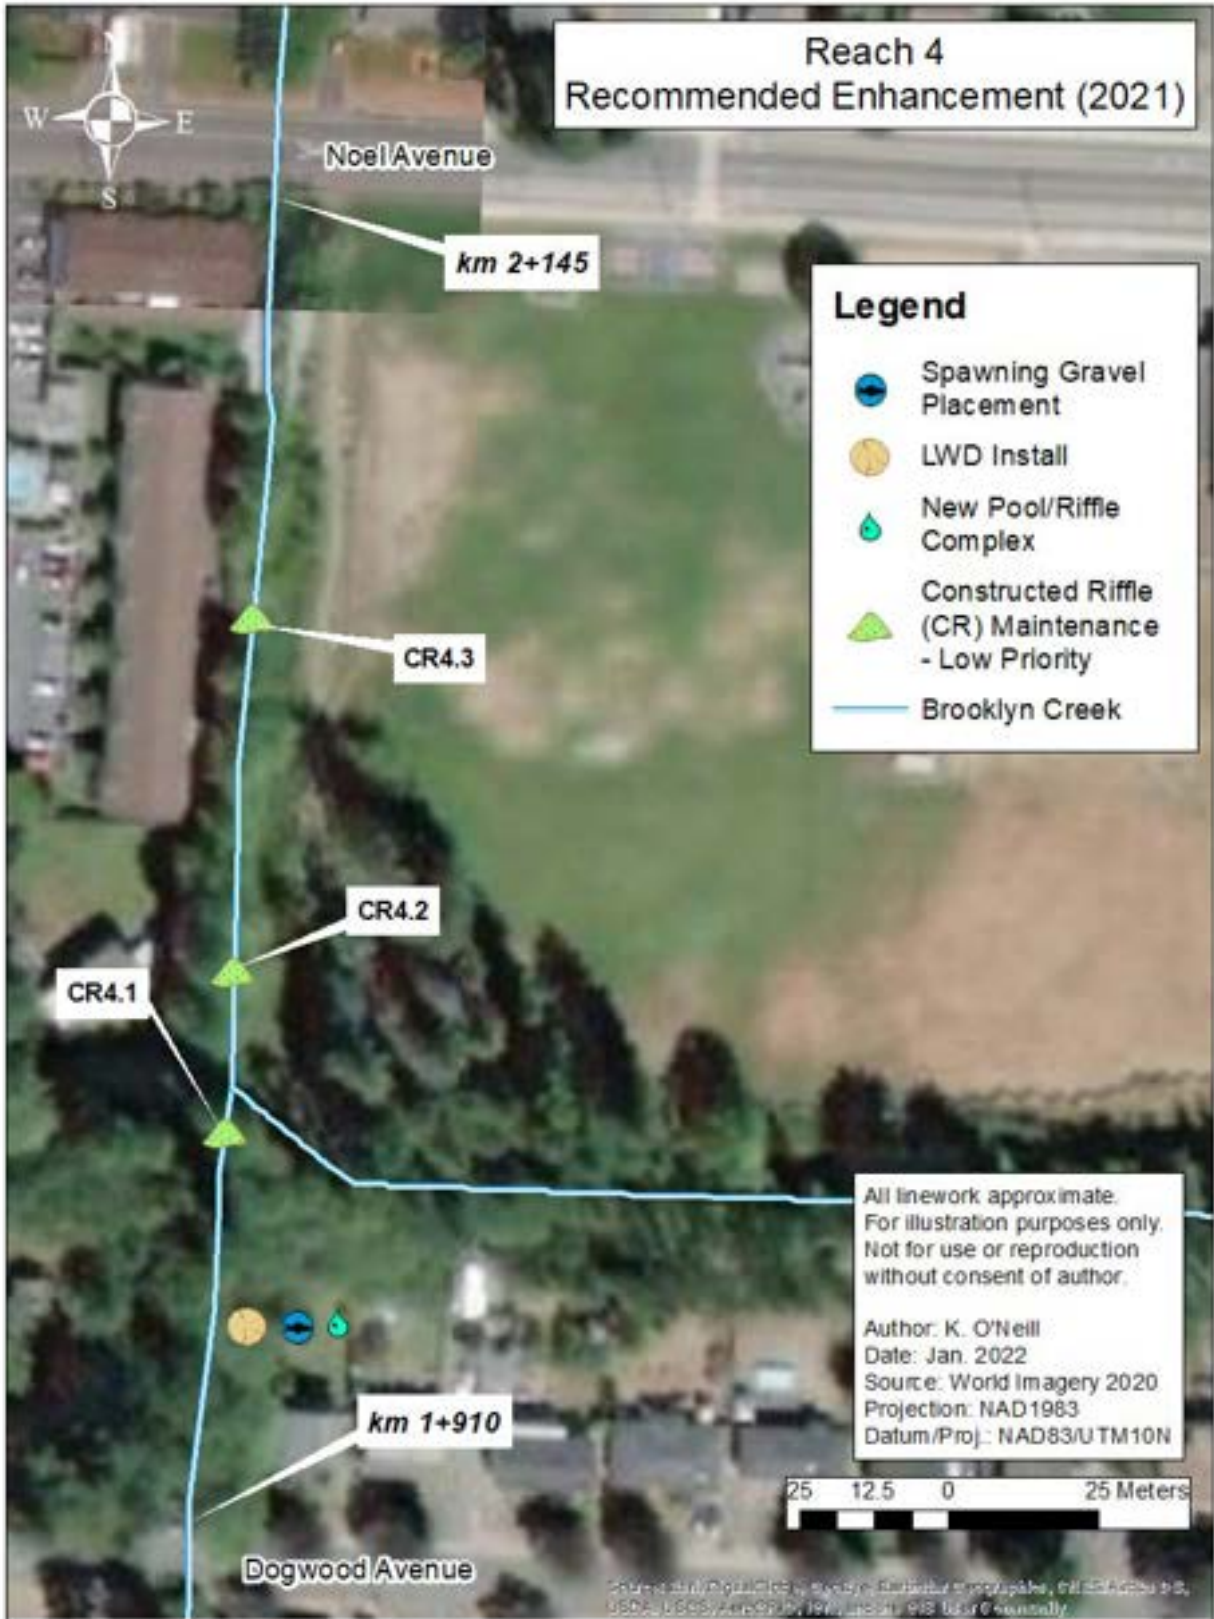 Reach 4
Recommended Enhancement (2021)
N
W E
S
Noel Avenue
km 2+145
Legend
Spawning Gravel
Placement
LWD Install
New Pool/Riffle
Complex
Constructed Riffle
(CR) Maintenance
- Low Priority
Brooklyn Creek
CR4.3
CR4.2
CR4.1
All linework approximate.
For illustration purposes only.
Not for use or reproduction
without consent of author.
Author: K. O'Neill
Date: Jan. 2022
Source: World Imagery 2020
Projection: NAD1983
Datum/Proj.: NAD83/UTM10N
km 1+910
25 12.5 0 25 Meters
Dogwood Avenue